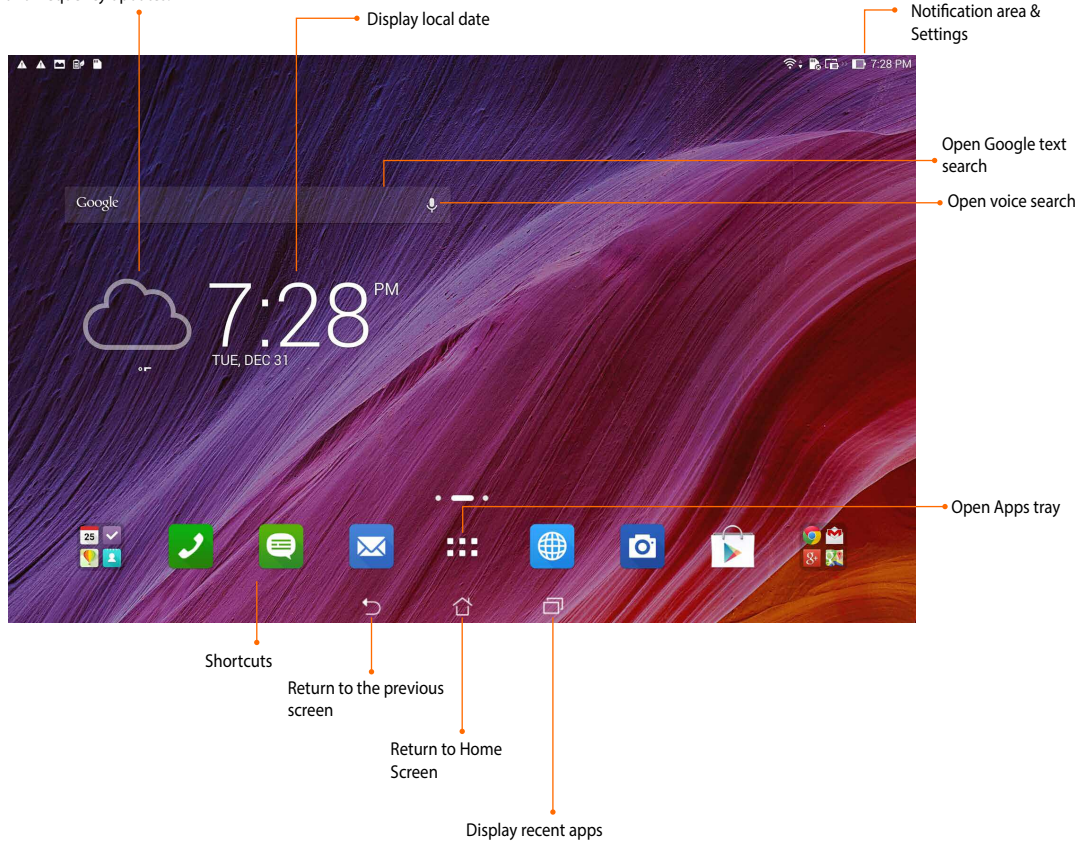 Display local date
Notification area &
Settings
7:28 PM
Open Google text
search
Google
Open voice search
7:28 PM
TUE, DEC 31
Open Apps tray
25
8+
Shortcuts
Return to the previous
screen
Return to Home
Screen
Display recent apps